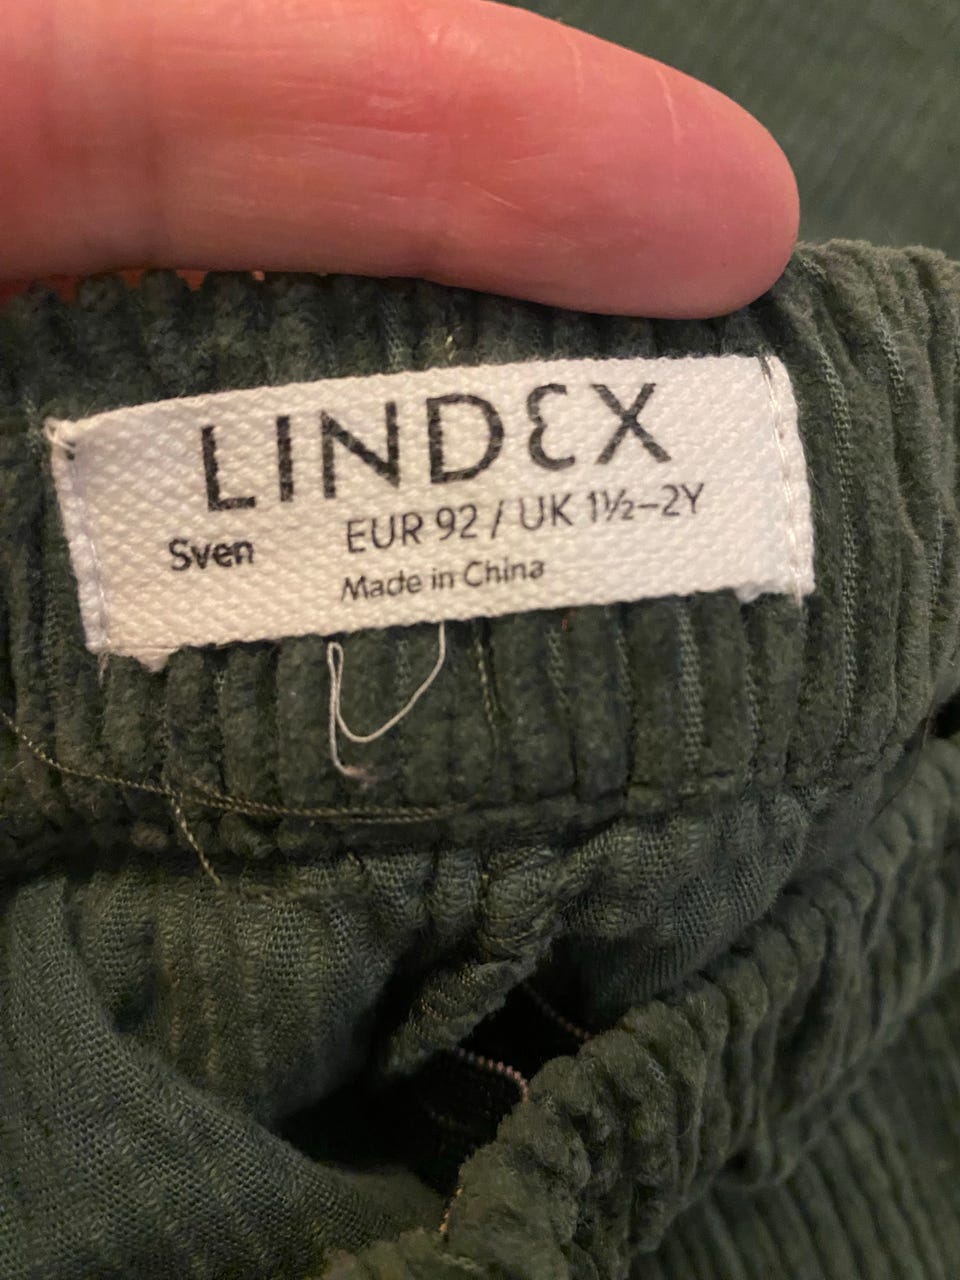 LINDEX
Sven EUR 92 / UK 1½–2Y
Made in China